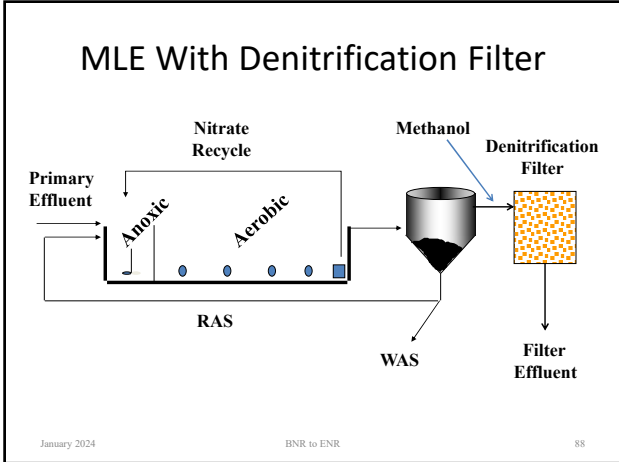 MLE With Denitrification Filter
Nitrate
Recycle
Methanol
Denitrification
Filter
Primary
Effluent
Anoxic
Aerobic
RAS
WAS
Filter
Effluent
January 2024
BNR to ENR
88